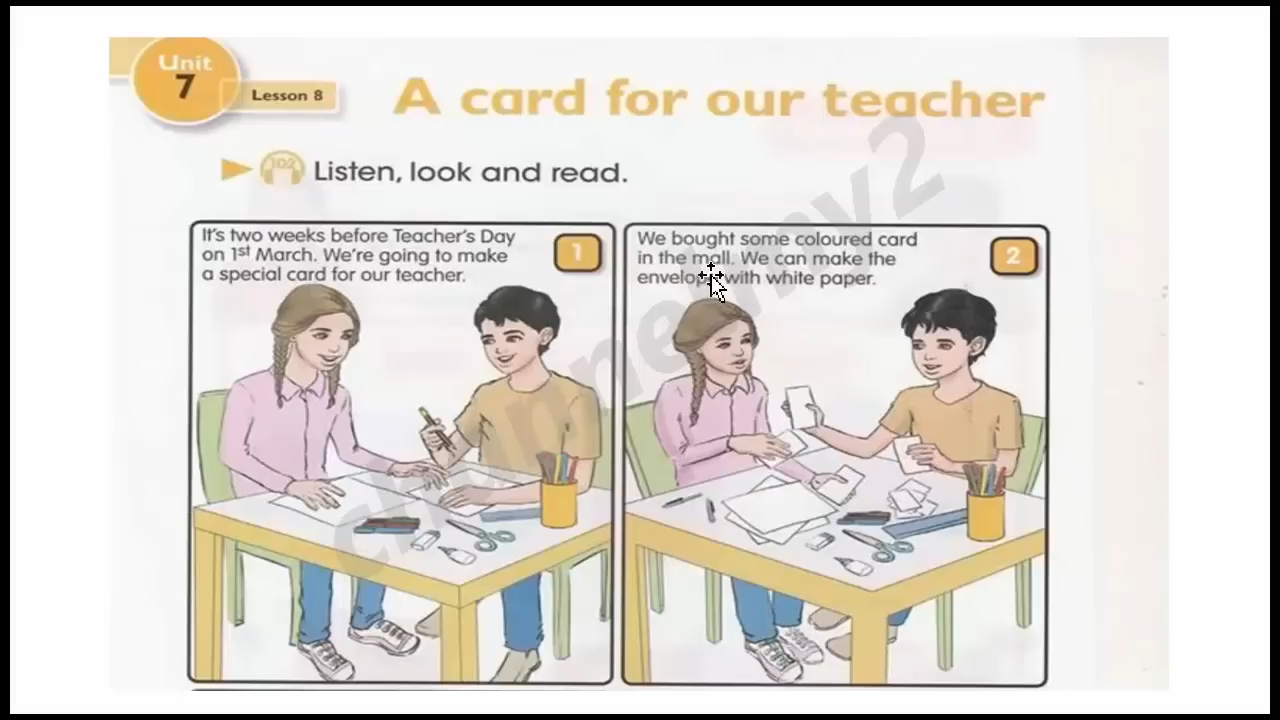 Unit
7
Lesson 8
A card for our teacher
102
Listen, look and read.
It's two weeks before Teacher's Day
on 1st March. We're going to make
a special card for our teacher.
1
We bought some coloured card
in the mall. We can make the
envelope with white paper.
2